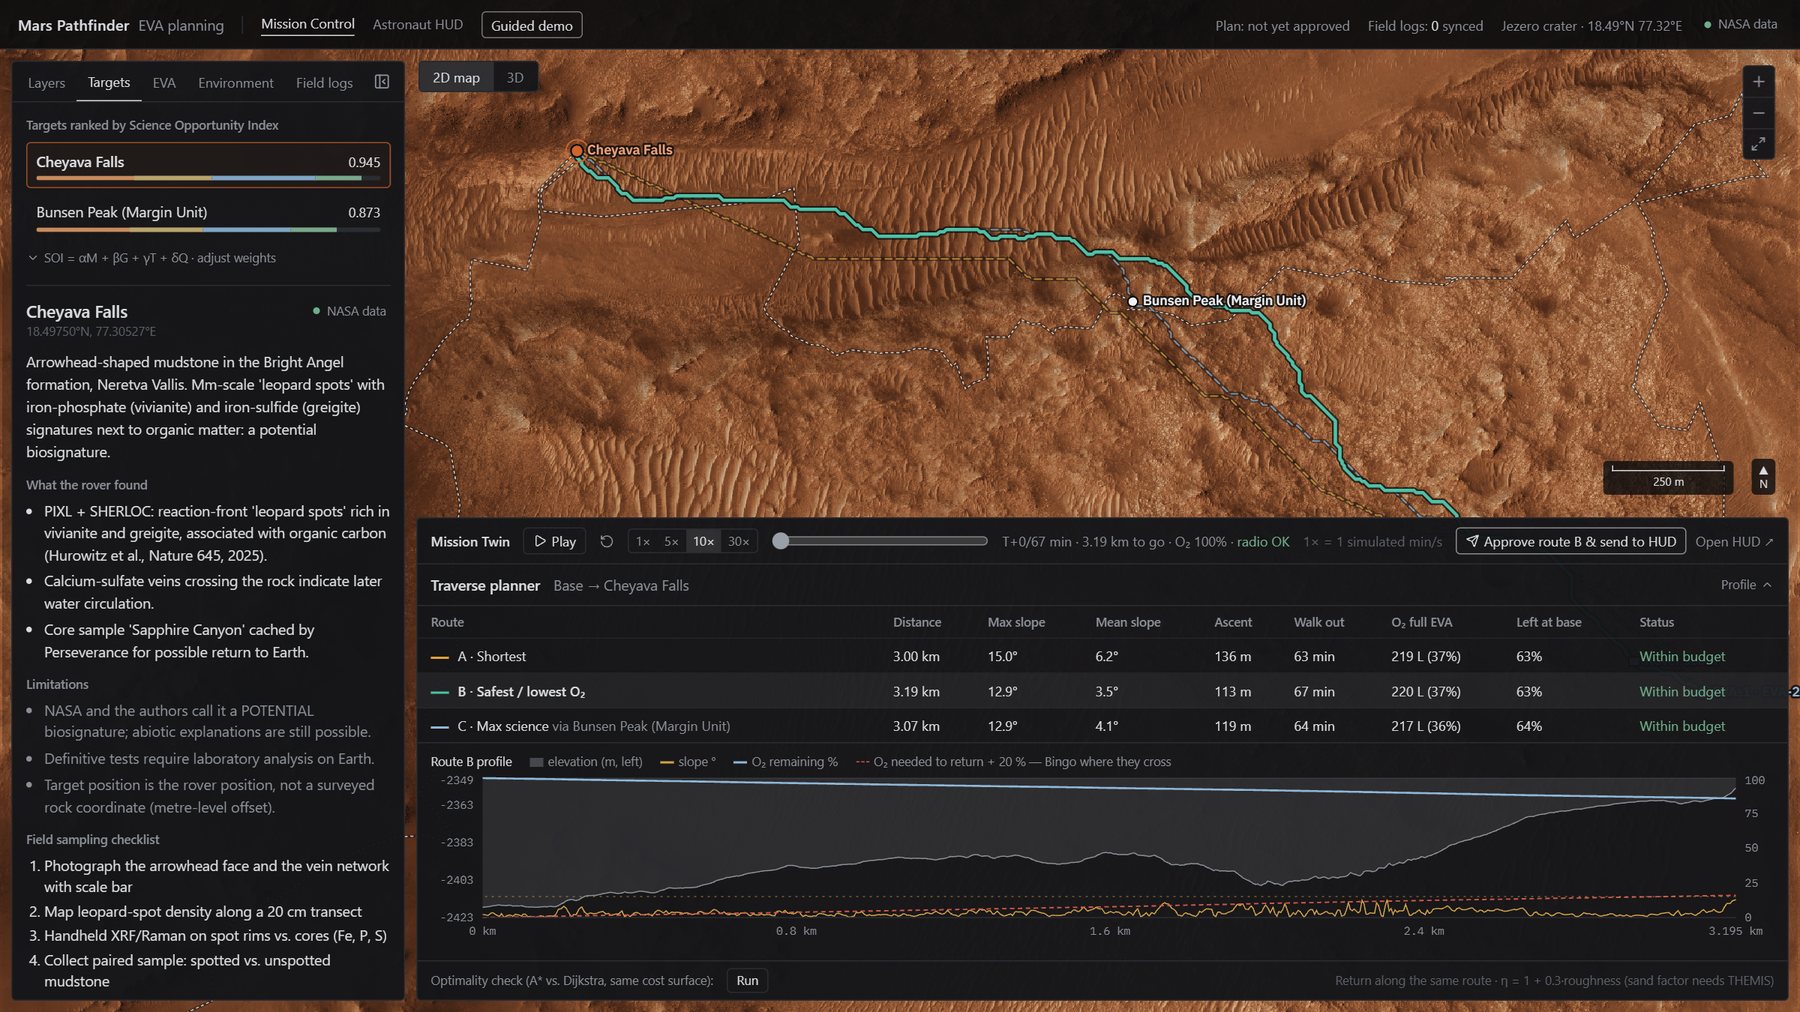 Mars Pathfinder EVA planning Mission Control Astronaut HUD Guided demo Plan: not yet approved Field logs: 0 synced Jezero crater · 18.49°N 77.32°E NASA data
Layers Targets EVA Environment Field logs
2D map 3D
Targets ranked by Science Opportunity Index
Cheyava Falls 0.945
Bunsen Peak (Margin Unit) 0.873
SOI = αM + βG + γT + δQ · adjust weights
Cheyava Falls NASA data
18.49750°N, 77.30527°E
Arrowhead-shaped mudstone in the Bright Angel
formation, Neretva Vallis. Mm-scale 'leopard spots' with
iron-phosphate (vivianite) and iron-sulfide (greigite)
signatures next to organic matter: a potential
biosignature.
What the rover found
• PIXL + SHERLOC: reaction-front 'leopard spots' rich in
vivianite and greigite, associated with organic carbon
(Hurowitz et al., Nature 645, 2025).
• Calcium-sulfate veins crossing the rock indicate later
water circulation.
• Core sample 'Sapphire Canyon' cached by
Perseverance for possible return to Earth.
Limitations
• NASA and the authors call it a POTENTIAL
biosignature; abiotic explanations are still possible.
• Definitive tests require laboratory analysis on Earth.
• Target position is the rover position, not a surveyed
rock coordinate (metre-level offset).
Field sampling checklist
1. Photograph the arrowhead face and the vein network
with scale bar
2. Map leopard-spot density along a 20 cm transect
3. Handheld XRF/Raman on spot rims vs. cores (Fe, P, S)
4. Collect paired sample: spotted vs. unspotted
mudstone
Cheyava Falls
Bunsen Peak (Margin Unit)
+
−
250 m
N
Mission Twin Play 1× 5× 10× 30× T+0/67 min · 3.19 km to go · O₂ 100% · radio OK 1× = 1 simulated min/s Approve route B & send to HUD Open HUD ↗
Traverse planner Base → Cheyava Falls Profile
Route Distance Max slope Mean slope Ascent Walk out O₂ full EVA Left at base Status
A · Shortest 3.00 km 15.0° 6.2° 136 m 63 min 219 L (37%) 63% Within budget
B · Safest / lowest O₂ 3.19 km 12.9° 3.5° 113 m 67 min 220 L (37%) 63% Within budget
C · Max science via Bunsen Peak (Margin Unit) 3.07 km 12.9° 4.1° 119 m 64 min 217 L (36%) 64% Within budget
Route B profile elevation (m, left) slope ° O₂ remaining % O₂ needed to return + 20 % — Bingo where they cross
-2349 100
-2363 75
-2383 50
-2403 25
-2423 0
0 km 0.8 km 1.6 km 2.4 km 3.195 km
Optimality check (A* vs. Dijkstra, same cost surface): Run Return along the same route · η = 1 + 0.3·roughness (sand factor needs THEMIS)